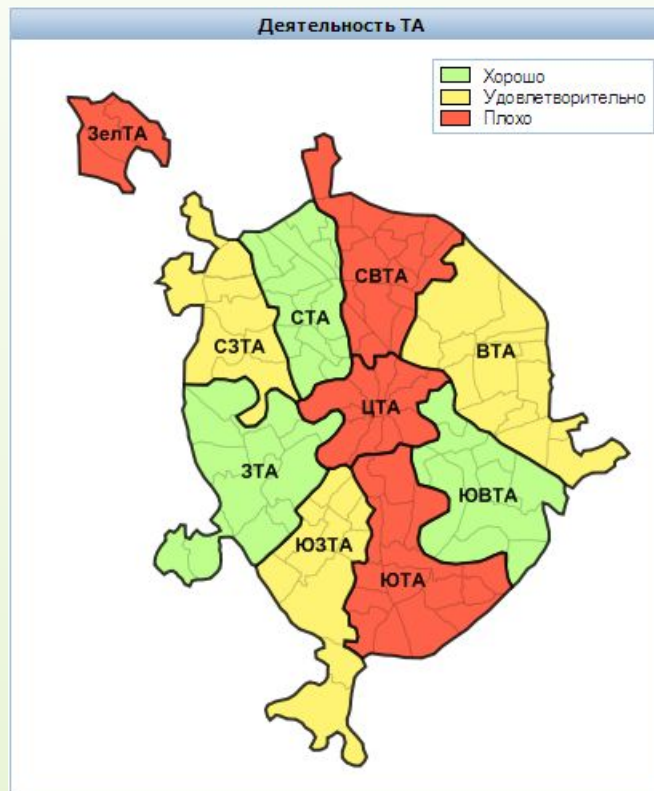 Деятельность ТА
Хорошо
Удовлетворительно
Плохо
ЗелТА
СВТА
СТА
СЗТА
ВТА
ЦТА
ЗТА
ЮВТА
ЮЗТА
ЮТА